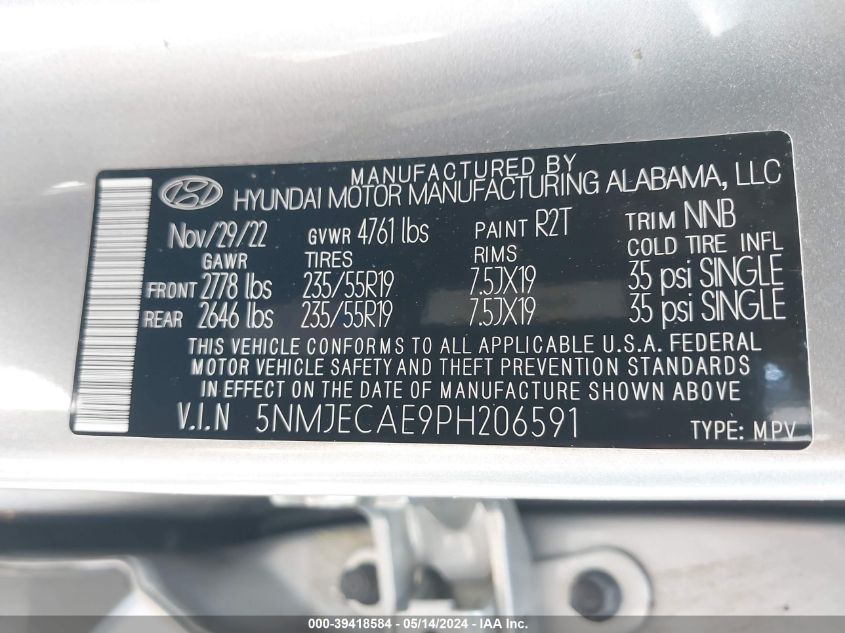 MANUFACTURED BY
HYUNDAI MOTOR MANUFACTURING ALABAMA, LLC
Nov/29/22 GVWR 4761 lbs PAINT R2T TRIM NNB
GAWR TIRES RIMS COLD TIRE INFL
FRONT 2778 lbs 235/55R19 7.5JX19 35 psi SINGLE
REAR 2646 lbs 235/55R19 7.5JX19 35 psi SINGLE
THIS VEHICLE CONFORMS TO ALL APPLICABLE U.S.A. FEDERAL
MOTOR VEHICLE SAFETY AND THEFT PREVENTION STANDARDS
IN EFFECT ON THE DATE OF MANUFACTURE SHOWN ABOVE
V.I.N 5NMJECAE9PH206591 TYPE: MPV
000-39418584 - 05/14/2024 - IAA Inc.